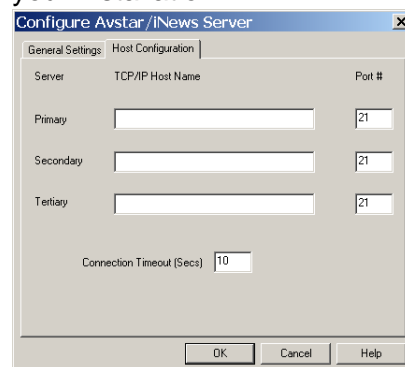 Configure Avstar/iNews Server
General Settings Host Configuration
Server TCP/IP Host Name Port #
Primary 21
Secondary 21
Tertiary 21
Connection Timeout (Secs) 10
OK Cancel Help